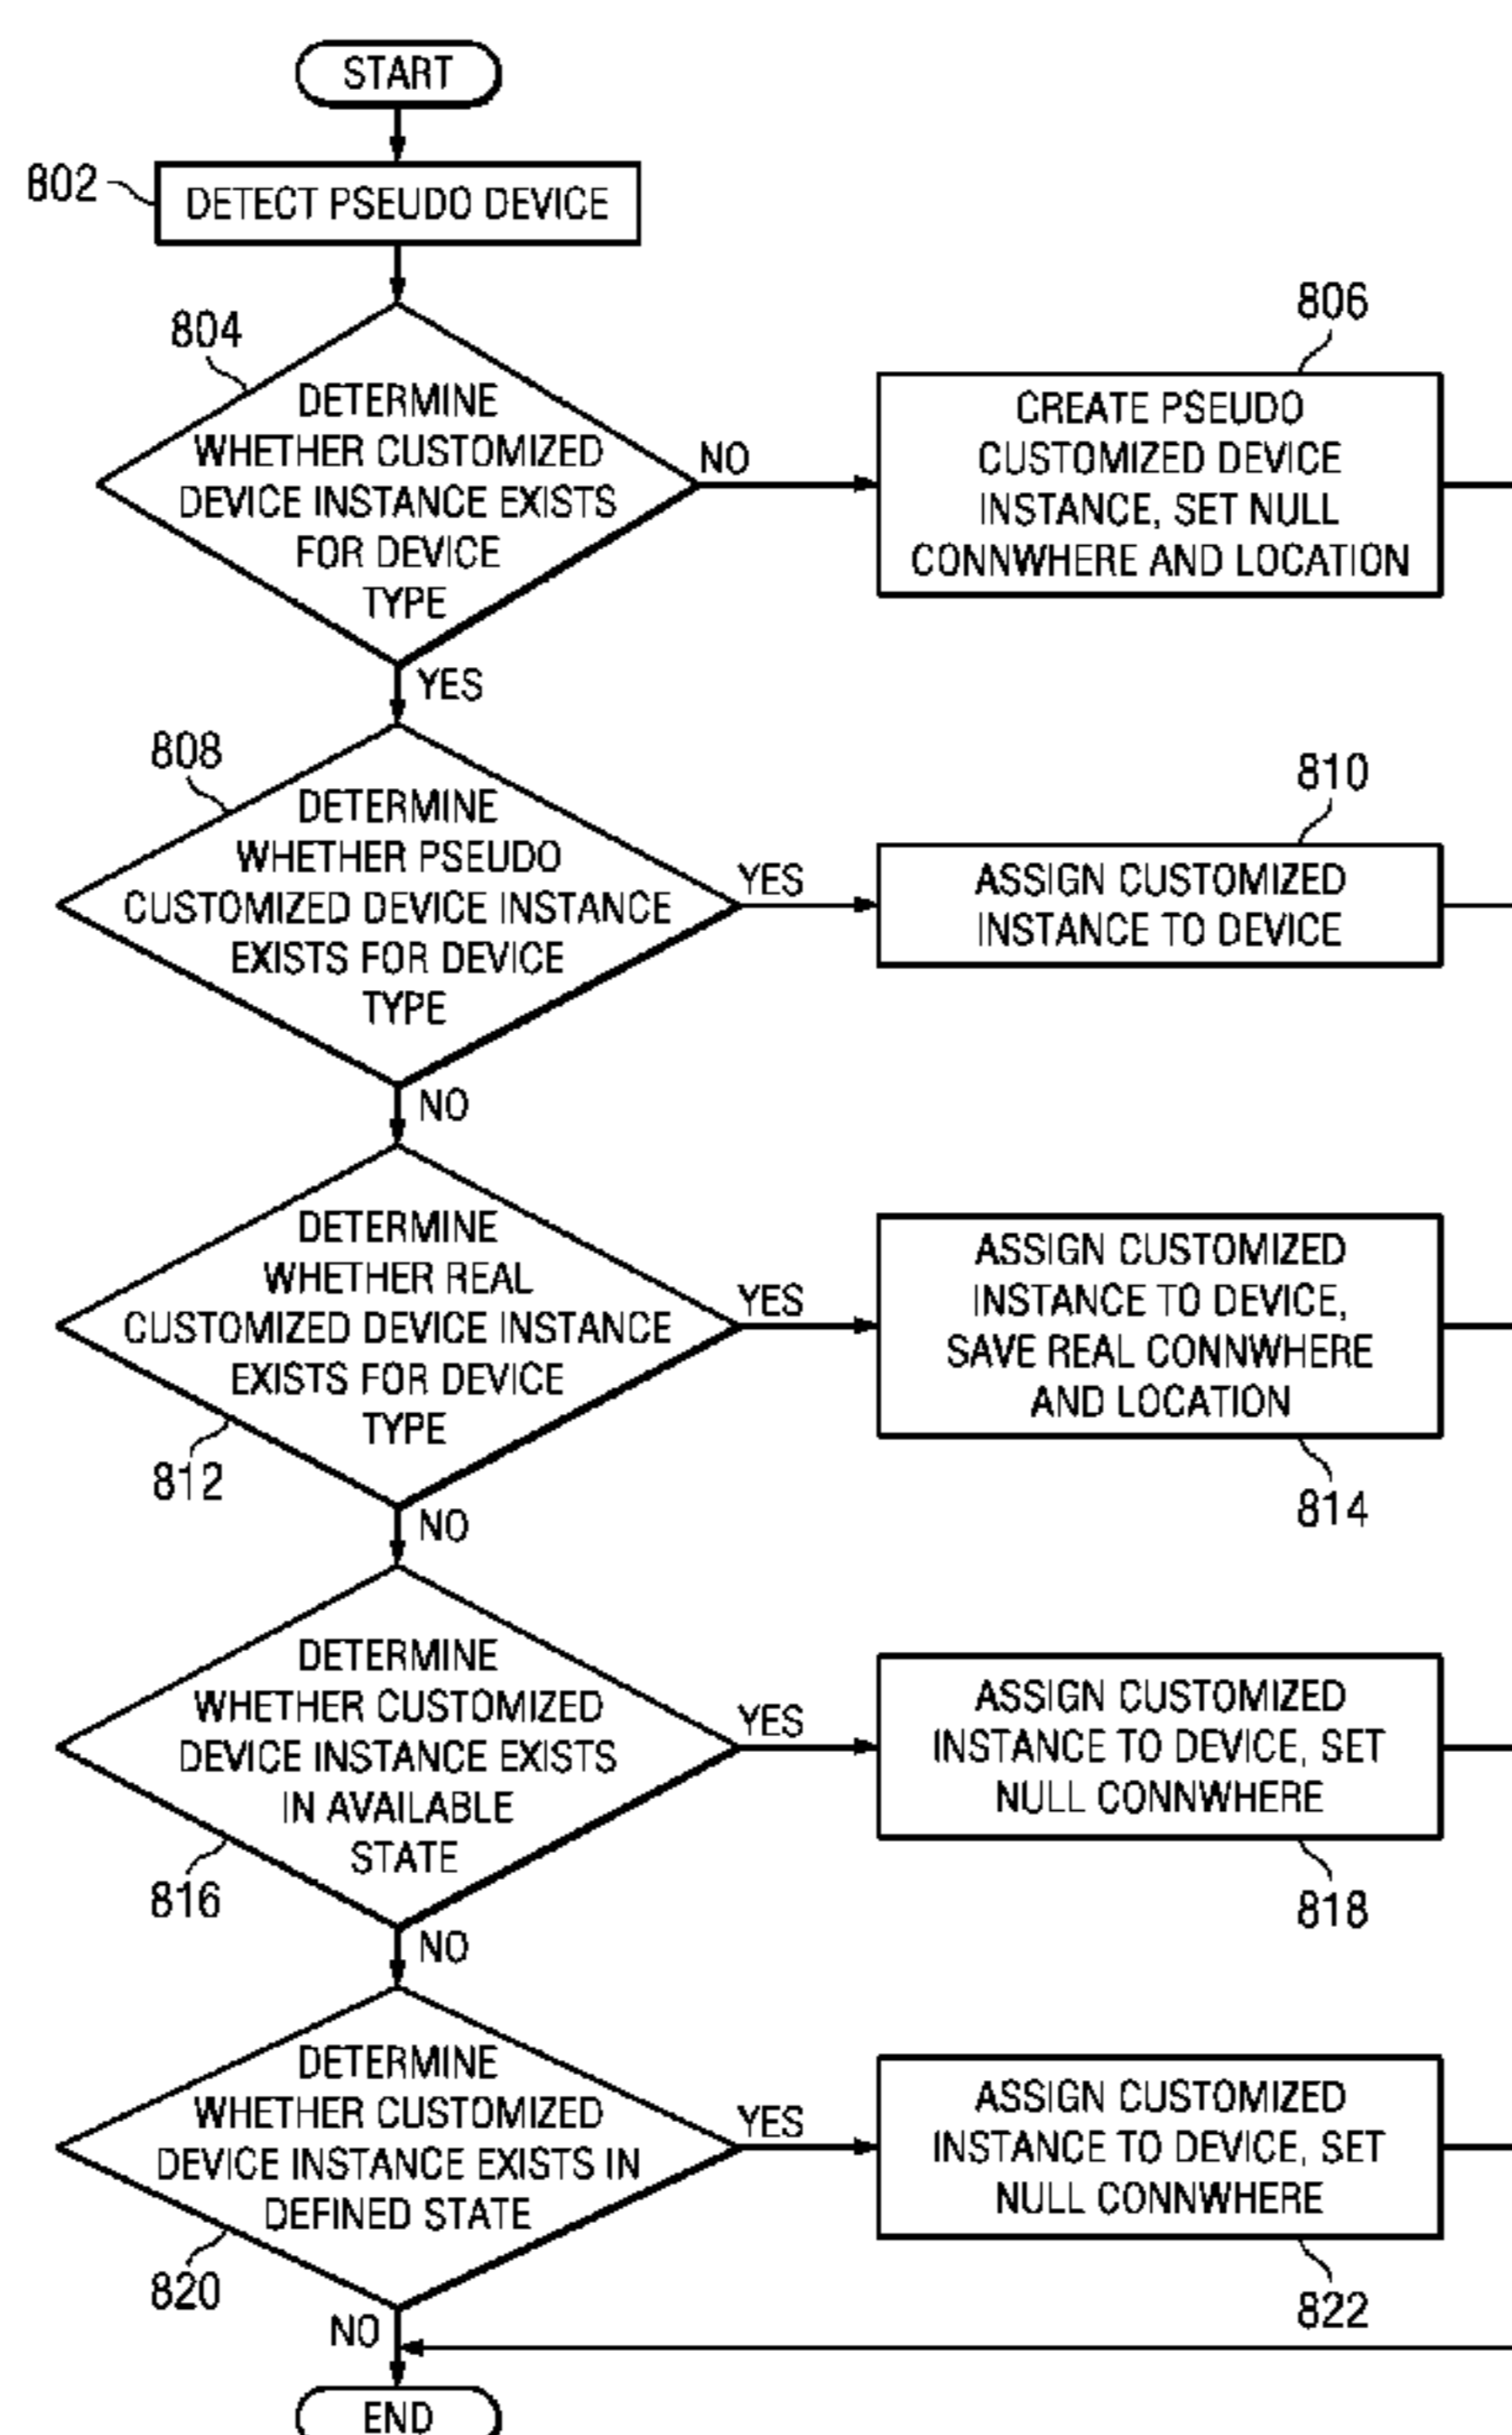 START
802
DETECT PSEUDO DEVICE
804
DETERMINE
WHETHER CUSTOMIZED
DEVICE INSTANCE EXISTS
FOR DEVICE
TYPE
NO
806
CREATE PSEUDO
CUSTOMIZED DEVICE
INSTANCE, SET NULL
CONNWHERE AND LOCATION
YES
808
DETERMINE
WHETHER PSEUDO
CUSTOMIZED DEVICE INSTANCE
EXISTS FOR DEVICE
TYPE
YES
810
ASSIGN CUSTOMIZED
INSTANCE TO DEVICE
NO
DETERMINE
WHETHER REAL
CUSTOMIZED DEVICE INSTANCE
EXISTS FOR DEVICE
TYPE
812
YES
ASSIGN CUSTOMIZED
INSTANCE TO DEVICE,
SAVE REAL CONNWHERE
AND LOCATION
814
NO
DETERMINE
WHETHER CUSTOMIZED
DEVICE INSTANCE EXISTS
IN AVAILABLE
STATE
816
YES
ASSIGN CUSTOMIZED
INSTANCE TO DEVICE, SET
NULL CONNWHERE
818
NO
DETERMINE
WHETHER CUSTOMIZED
DEVICE INSTANCE EXISTS IN
DEFINED STATE
820
YES
ASSIGN CUSTOMIZED
INSTANCE TO DEVICE, SET
NULL CONNWHERE
822
NO
END